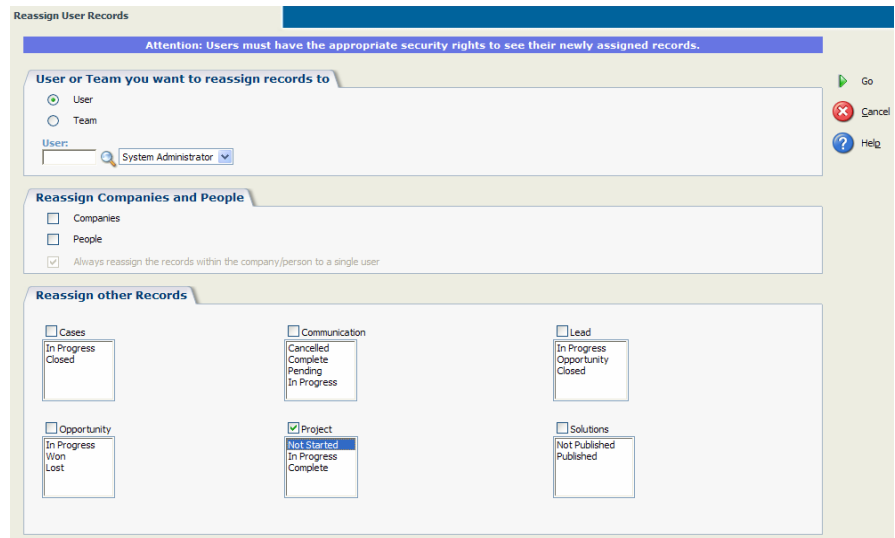 Reassign User Records
Attention: Users must have the appropriate security rights to see their newly assigned records.
User or Team you want to reassign records to
User
Team
User:
System Administrator
Go
Cancel
Help
Reassign Companies and People
Companies
People
Always reassign the records within the company/person to a single user
Reassign other Records
Cases
In Progress
Closed
Communication
Cancelled
Complete
Pending
In Progress
Lead
In Progress
Opportunity
Closed
Opportunity
In Progress
Won
Lost
Project
Not Started
In Progress
Complete
Solutions
Not Published
Published